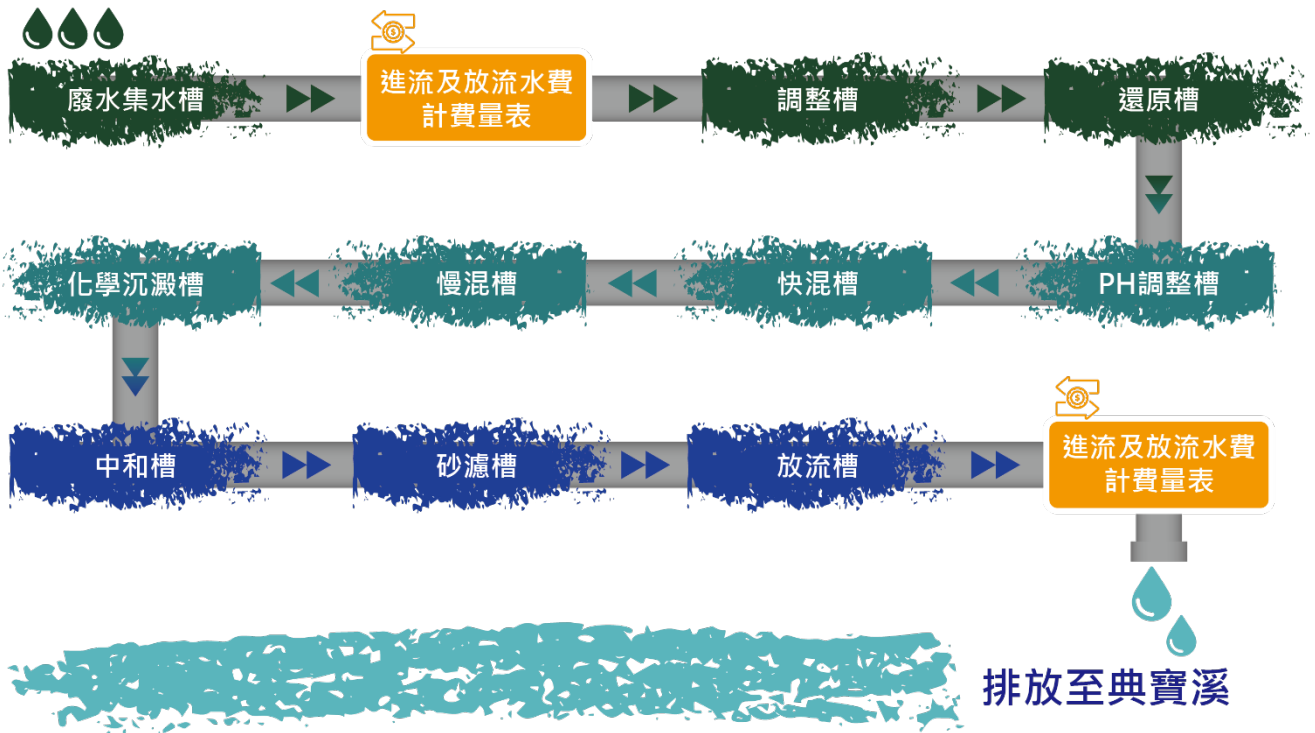 廢水集水槽
進流及放流水費
計費量表
調整槽
還原槽
PH調整槽
快混槽
慢混槽
化學沉澱槽
中和槽
砂濾槽
放流槽
進流及放流水費
計費量表
排放至典寶溪